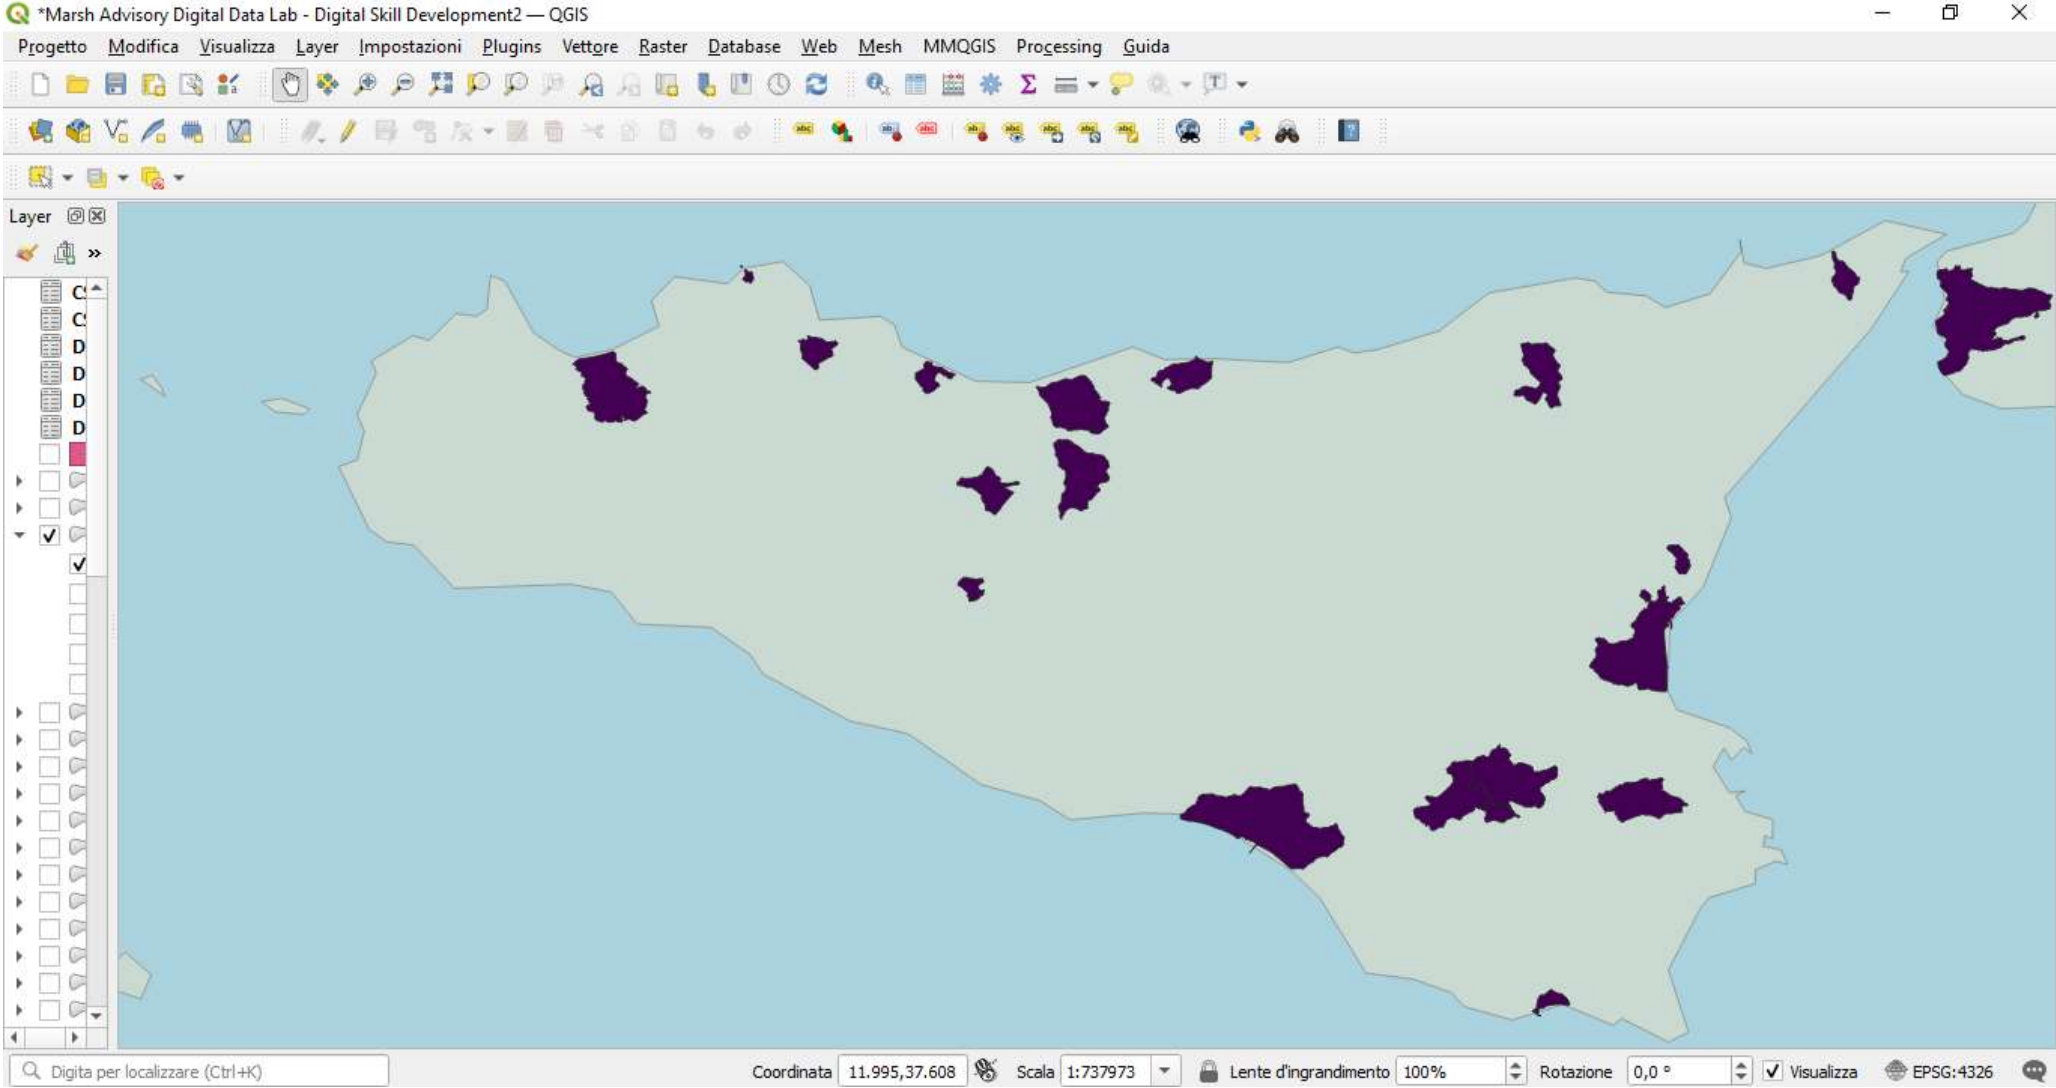 *Marsh Advisory Digital Data Lab - Digital Skill Development2 — QGIS
Progetto Modifica Visualizza Layer Impostazioni Plugins Vettore Raster Database Web Mesh MMQGIS Processing Guida
Layer
D
D
D
D
Digita per localizzare (Ctrl+K) Coordinata 11.995,37.608 Scala 1:737973 Lente d'ingrandimento 100% Rotazione 0,0 ° Visualizza EPSG:4326